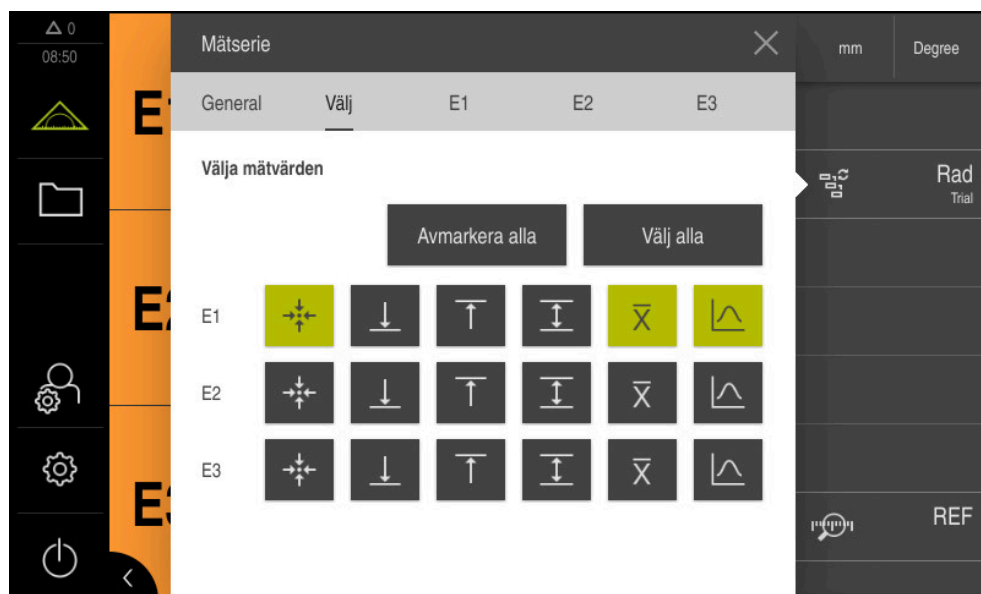 0
08:50
Mätserie
mm
Degree
General
Välj
E1
E2
E3
Välja mätvärden
Rad
Trial
Avmarkera alla
Välj alla
E1
X
E2
X
E3
X
REF